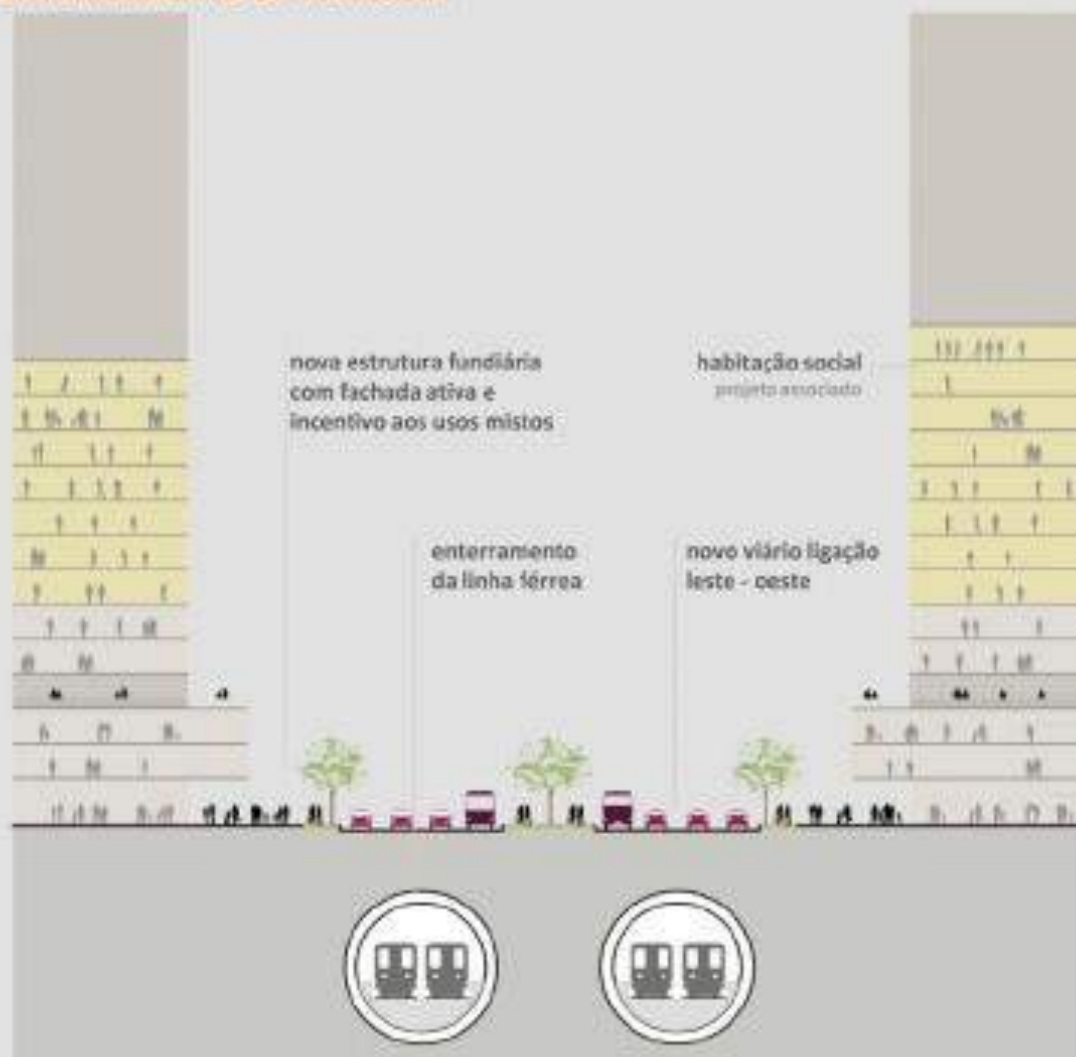 nova estrutura fundiária
com fachada ativa e
incentivo aos usos mistos
habitação social
projeto associado
enterramento
da linha férrea
novo viário ligação
leste - oeste